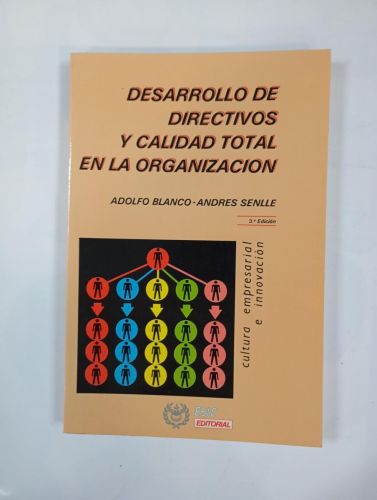 DESARROLLO DE
DIRECTIVOS
Y CALIDAD TOTAL
EN LA ORGANIZACION
ADOLFO BLANCO - ANDRES SENLLE
3.ª Edición
cultura empresarial
e innovación
ESIC
EDITORIAL